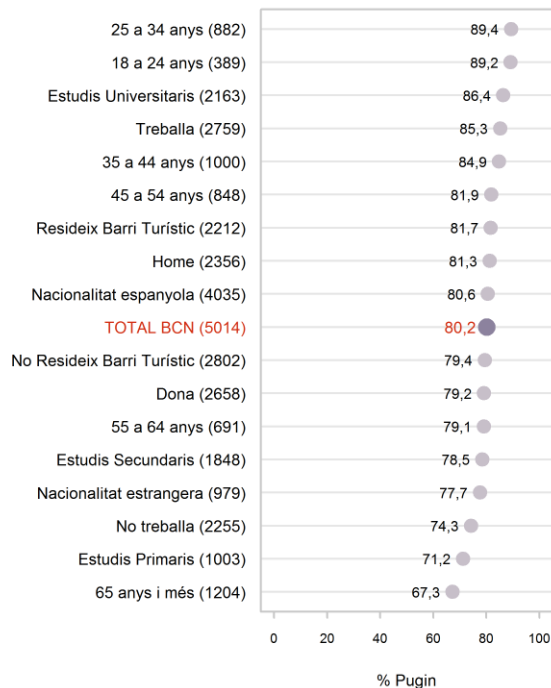 25 a 34 anys (882) 89,4
18 a 24 anys (389) 89,2
Estudis Universitaris (2163) 86,4
Treballa (2759) 85,3
35 a 44 anys (1000) 84,9
45 a 54 anys (848) 81,9
Resideix Barri Turístic (2212) 81,7
Home (2356) 81,3
Nacionalitat espanyola (4035) 80,6
TOTAL BCN (5014) 80,2
No Resideix Barri Turístic (2802) 79,4
Dona (2658) 79,2
55 a 64 anys (691) 79,1
Estudis Secundaris (1848) 78,5
Nacionalitat estrangera (979) 77,7
No treballa (2255) 74,3
Estudis Primaris (1003) 71,2
65 anys i més (1204) 67,3
0 20 40 60 80 100
% Pugin